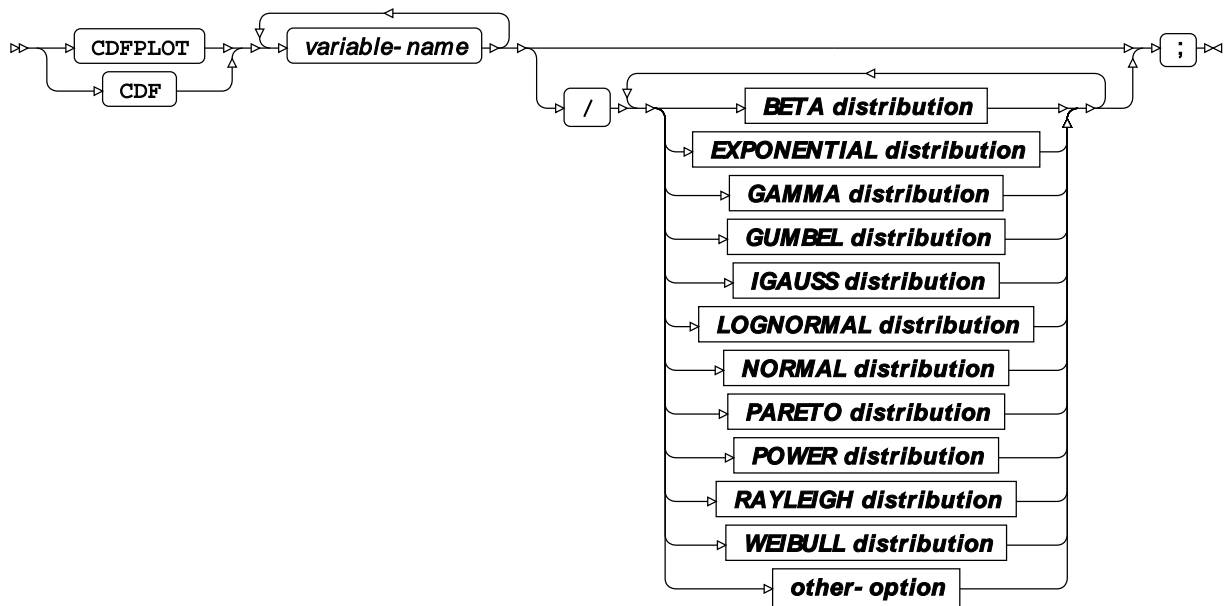 CDFPLOT
variable-name
;
CDF
/
BETA distribution
EXPONENTIAL distribution
GAMMA distribution
GUMBEL distribution
IGAUSS distribution
LOGNORMAL distribution
NORMAL distribution
PARETO distribution
POWER distribution
RAYLEIGH distribution
WEIBULL distribution
other-option